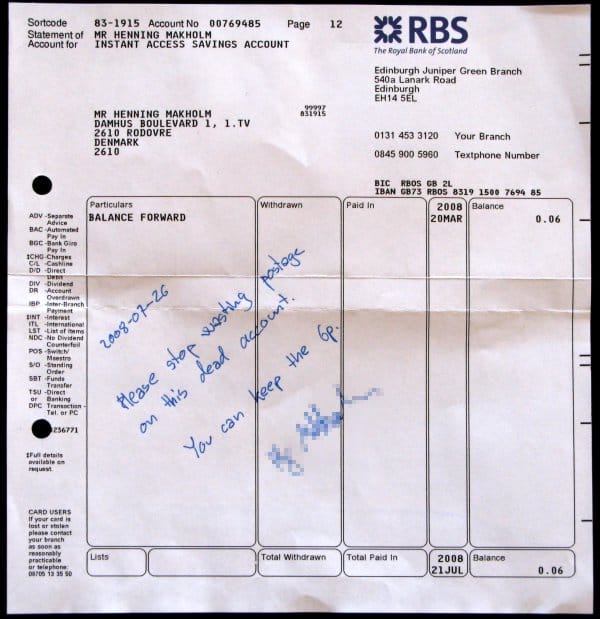 Sortcode 83-1915 Account No 00769485 Page 12
Statement of MR HENNING MAKHOLM
Account for INSTANT ACCESS SAVINGS ACCOUNT
RBS
The Royal Bank of Scotland
Edinburgh Juniper Green Branch
540a Lanark Road
Edinburgh
EH14 5EL
99997
831915
MR HENNING MAKHOLM
DAMHUS BOULEVARD 1, 1.TV
2610 RODOVRE
DENMARK
2610
0131 453 3120 Your Branch
0845 900 5960 Textphone Number
BIC RBOS GB 2L
IBAN GB73 RBOS 8319 1500 7694 85
Particulars Withdrawn Paid In 2008 Balance
BALANCE FORWARD 20MAR 0.06
ADV -Separate
Advice
BAC -Automated
Pay In
BGC -Bank Giro
Pay In
‡CHG -Charges
C/L -Cashline
D/D -Direct
Debit
DIV -Dividend
DR -Account
Overdrawn
IBP -Inter-Branch
Payment
‡INT -Interest
ITL -International
LST -List of Items
NDC -No Dividend
Counterfoil
POS -Switch/
Maestro
S/O -Standing
Order
SBT -Funds
Transfer
TSU -Direct
or Banking
DPC Transaction -
Tel. or PC
‡Full details
available on
request.
CARD USERS
If your card is
lost or stolen
please contact
your branch
as soon as
reasonably
practicable
or telephone:
08705 13 35 50
2008-07-26
Please stop wasting postage
on this dead account.
You can keep the 6p.
Lists Total Withdrawn Total Paid In 2008 Balance
21JUL 0.06